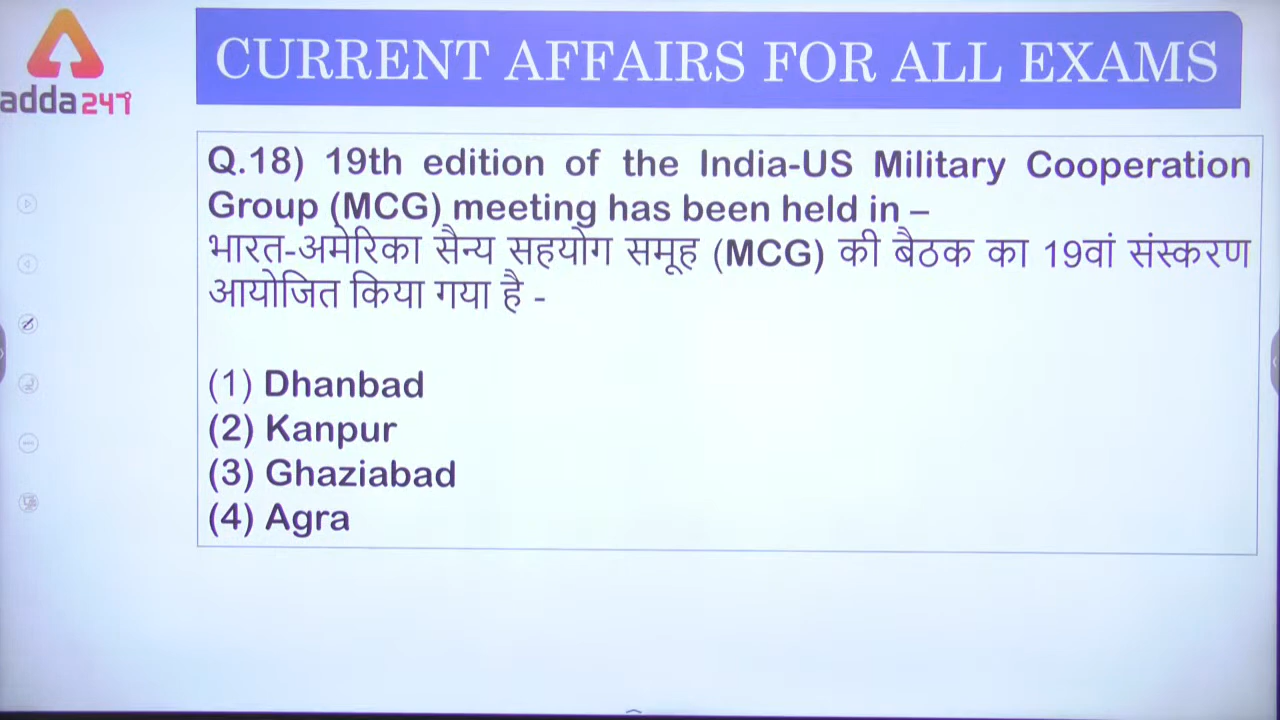 CURRENT AFFAIRS FOR ALL EXAMS
adda247
Q.18) 19th edition of the India-US Military Cooperation
Group (MCG) meeting has been held in –
भारत-अमेरिका सैन्य सहयोग समूह (MCG) की बैठक का 19वां संस्करण
आयोजित किया गया है -
(1) Dhanbad
(2) Kanpur
(3) Ghaziabad
(4) Agra